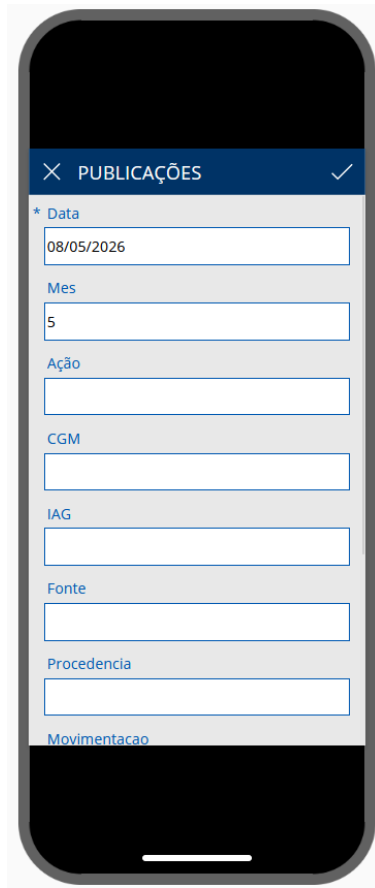 PUBLICAÇÕES
* Data
08/05/2026
Mes
5
Ação
CGM
IAG
Fonte
Procedencia
Movimentacao